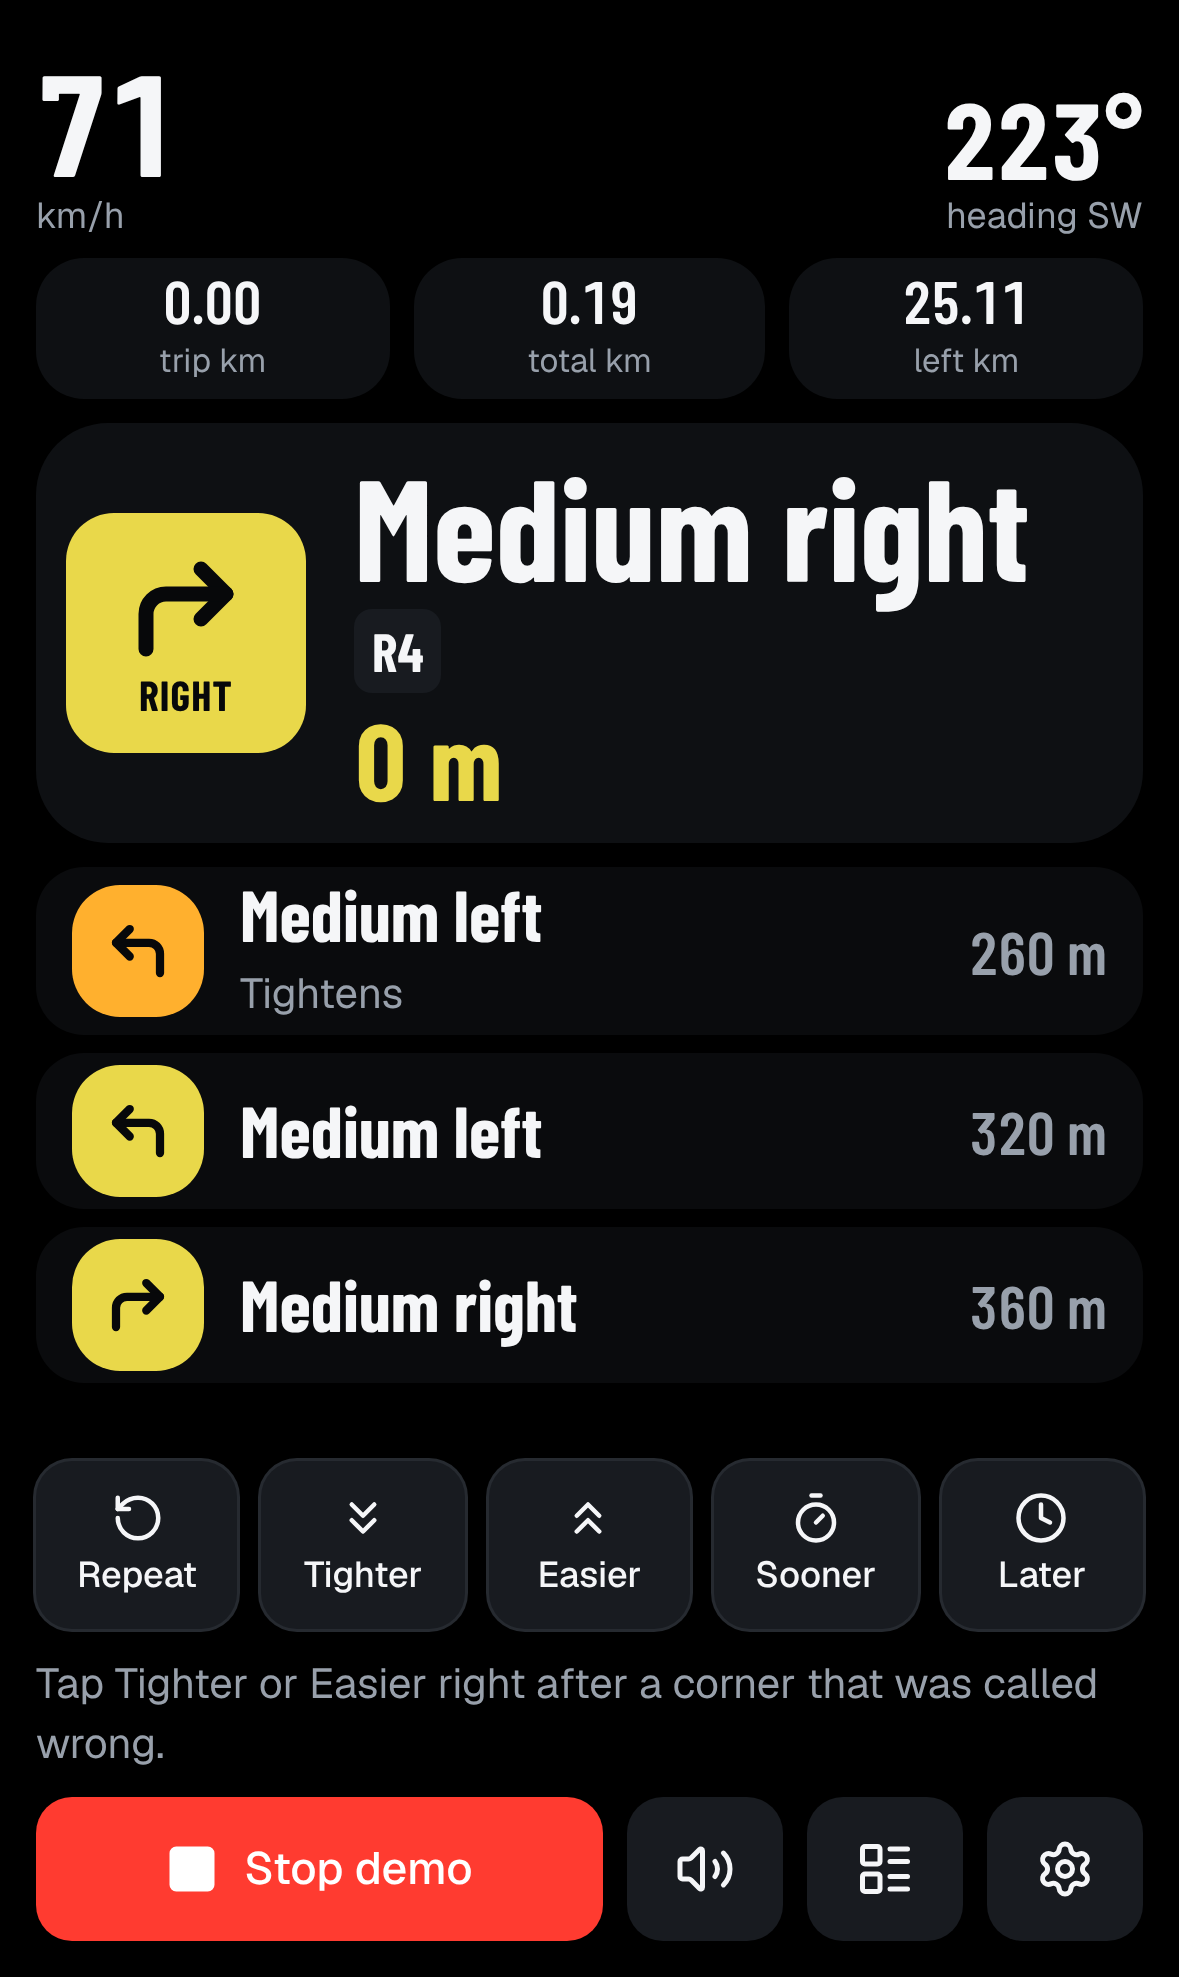 71
km/h
223°
heading SW
0.00
trip km
0.19
total km
25.11
left km
Medium right
RIGHT
R4
0 m
Medium left
Tightens
260 m
Medium left
320 m
Medium right
360 m
Repeat
Tighter
Easier
Sooner
Later
Tap Tighter or Easier right after a corner that was called
wrong.
Stop demo